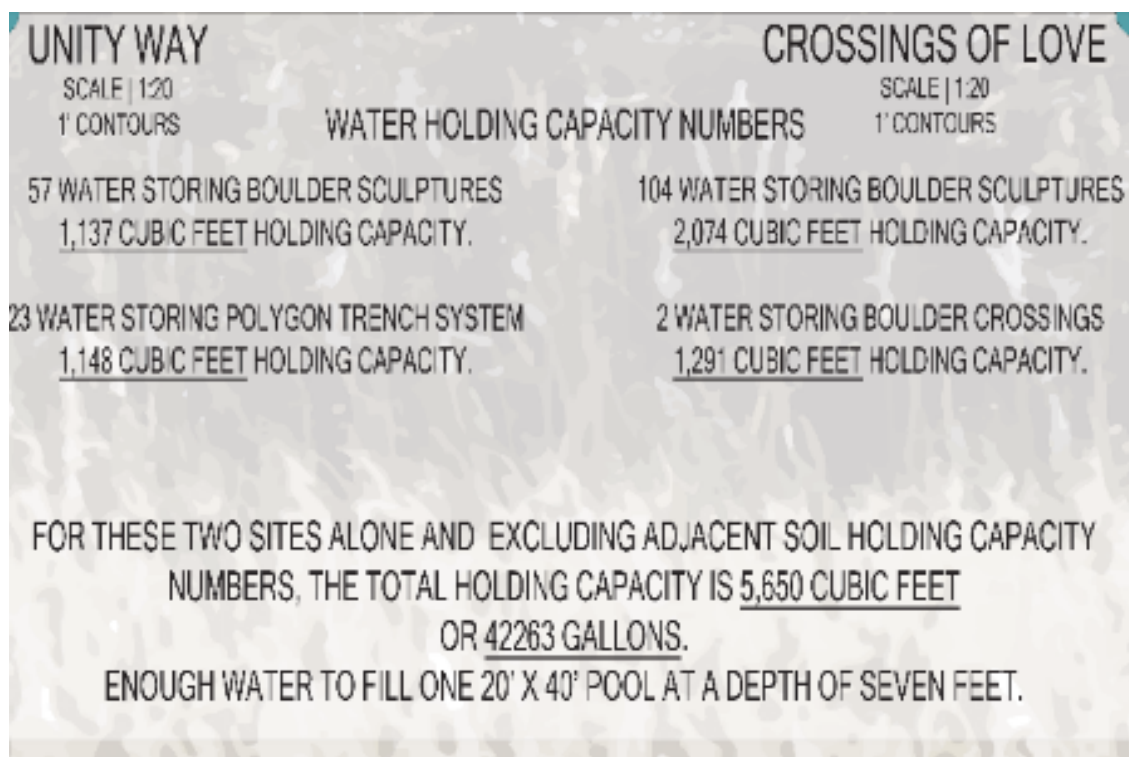 UNITY WAY
SCALE | 1:20
1' CONTOURS
CROSSINGS OF LOVE
SCALE | 1:20
1' CONTOURS
WATER HOLDING CAPACITY NUMBERS
57 WATER STORING BOULDER SCULPTURES
1,137 CUBIC FEET HOLDING CAPACITY.
23 WATER STORING POLYGON TRENCH SYSTEM
1,148 CUBIC FEET HOLDING CAPACITY.
104 WATER STORING BOULDER SCULPTURES
2,074 CUBIC FEET HOLDING CAPACITY.
2 WATER STORING BOULDER CROSSINGS
1,291 CUBIC FEET HOLDING CAPACITY.
FOR THESE TWO SITES ALONE AND EXCLUDING ADJACENT SOIL HOLDING CAPACITY
NUMBERS, THE TOTAL HOLDING CAPACITY IS 5,650 CUBIC FEET
OR 42263 GALLONS.
ENOUGH WATER TO FILL ONE 20' X 40' POOL AT A DEPTH OF SEVEN FEET.